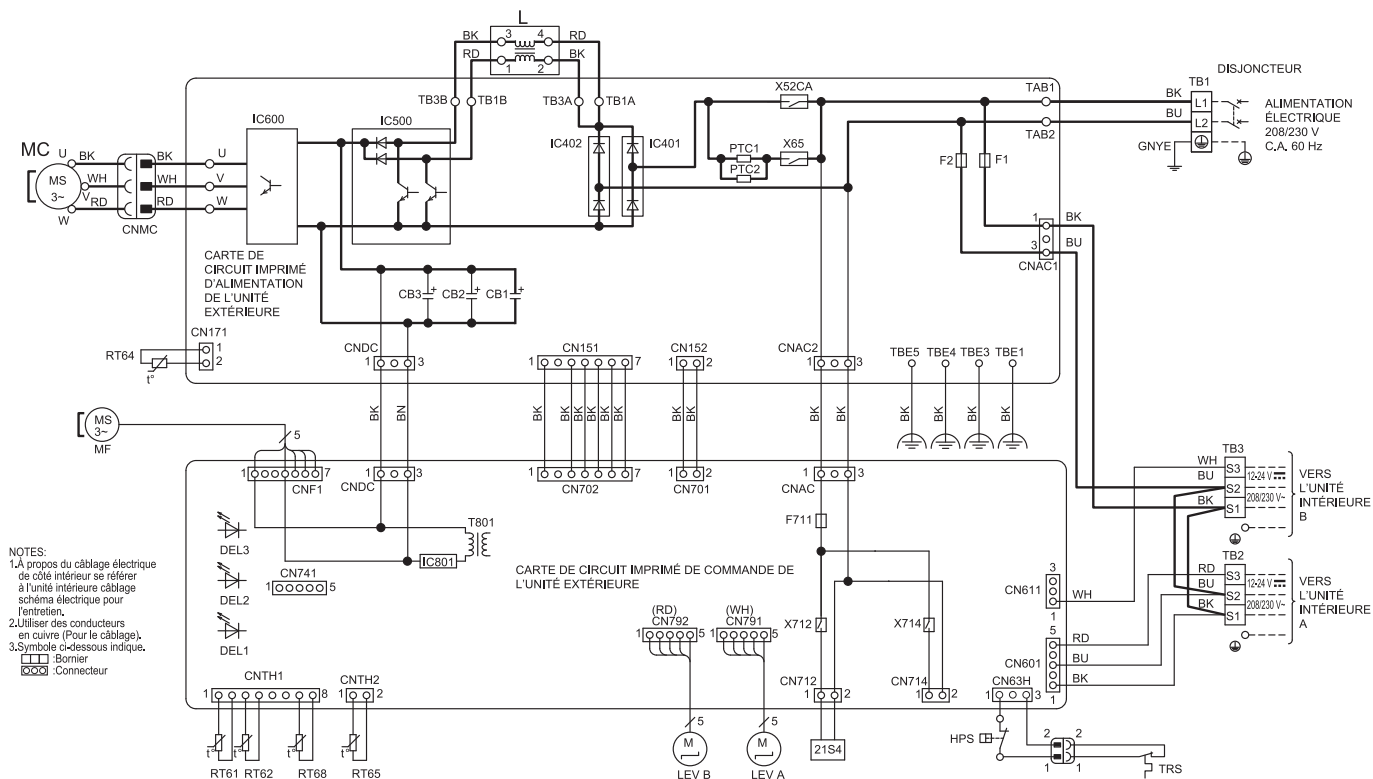 L
BK 3 4 RD
RD 1 2 BK
TB3B TB1B TB3A TB1A
X52CA
TAB1
TAB2
DISJONCTEUR
TB1
BK L1
BU L2
GNYE
ALIMENTATION
ÉLECTRIQUE
208/230 V
C.A. 60 Hz
IC600
IC500
IC402
IC401
PTC1
PTC2
X65
F2
F1
MC
MS
3~
U BK BK U
V WH WH V
W RD RD W
CNMC
CARTE DE
CIRCUIT IMPRIMÉ
D'ALIMENTATION
DE L'UNITÉ
EXTÉRIEURE
CB3 + CB2 + CB1 +
1 BK
3 BU
CNAC1
CN171
1
2
RT64
t°
CNDC
1 3
CN151
1 7
CN152
1 2
CNAC2
1 3
TBE5 TBE4 TBE3 TBE1
BK BN
BK BK BK BK BK BK BK
BK BK
BK BK
BK BK BK BK
MS
3~
MF
5
1 7
CNF1
1 3
CNDC
1 7
CN702
1 2
CN701
1 3
CNAC
TB3
WH S3
BU S2
BK S1
12-24 V
208/230 V~
VERS
L'UNITÉ
INTÉRIEURE
B
DEL3
DEL2
DEL1
T801
IC801
CN741
1 5
F711
CARTE DE CIRCUIT IMPRIMÉ DE COMMANDE DE
L'UNITÉ EXTÉRIEURE
X712
X714
TB2
RD S3
BU S2
BK S1
12-24 V
208/230 V~
VERS
L'UNITÉ
INTÉRIEURE
A
3
CN611
1
WH
5
CN601
1
RD
BU
BK
NOTES:
1.À propos du câblage électrique
de côté intérieur se référer
à l'unité intérieure câblage
schéma électrique pour
l'entretien.
2.Utiliser des conducteurs
en cuivre (Pour le câblage).
3.Symbole ci-dessous indique.
:Bornier
:Connecteur
(RD)
CN792
1 5
(WH)
CN791
1 5
CNTH1
1 8
CNTH2
1 2
CN712
1 2
CN714
1 2
CN63H
1 3
t° t° t° t°
RT61 RT62 RT68 RT65
5
M
LEV B
5
M
LEV A
21S4
HPS
2 2
1 1
TRS